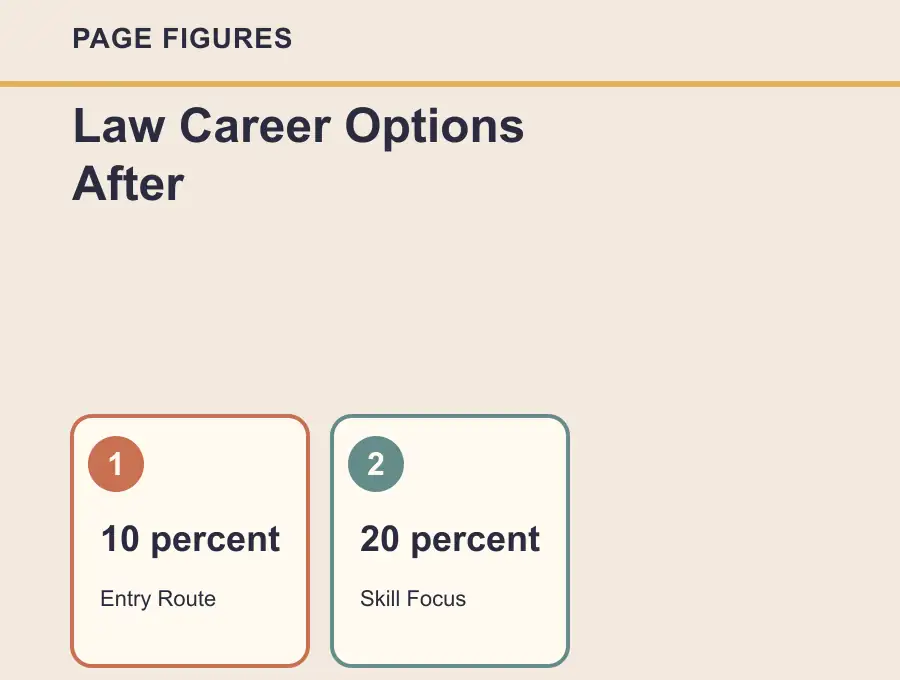 PAGE FIGURES
Law Career Options
After
1
10 percent
Entry Route
2
20 percent
Skill Focus